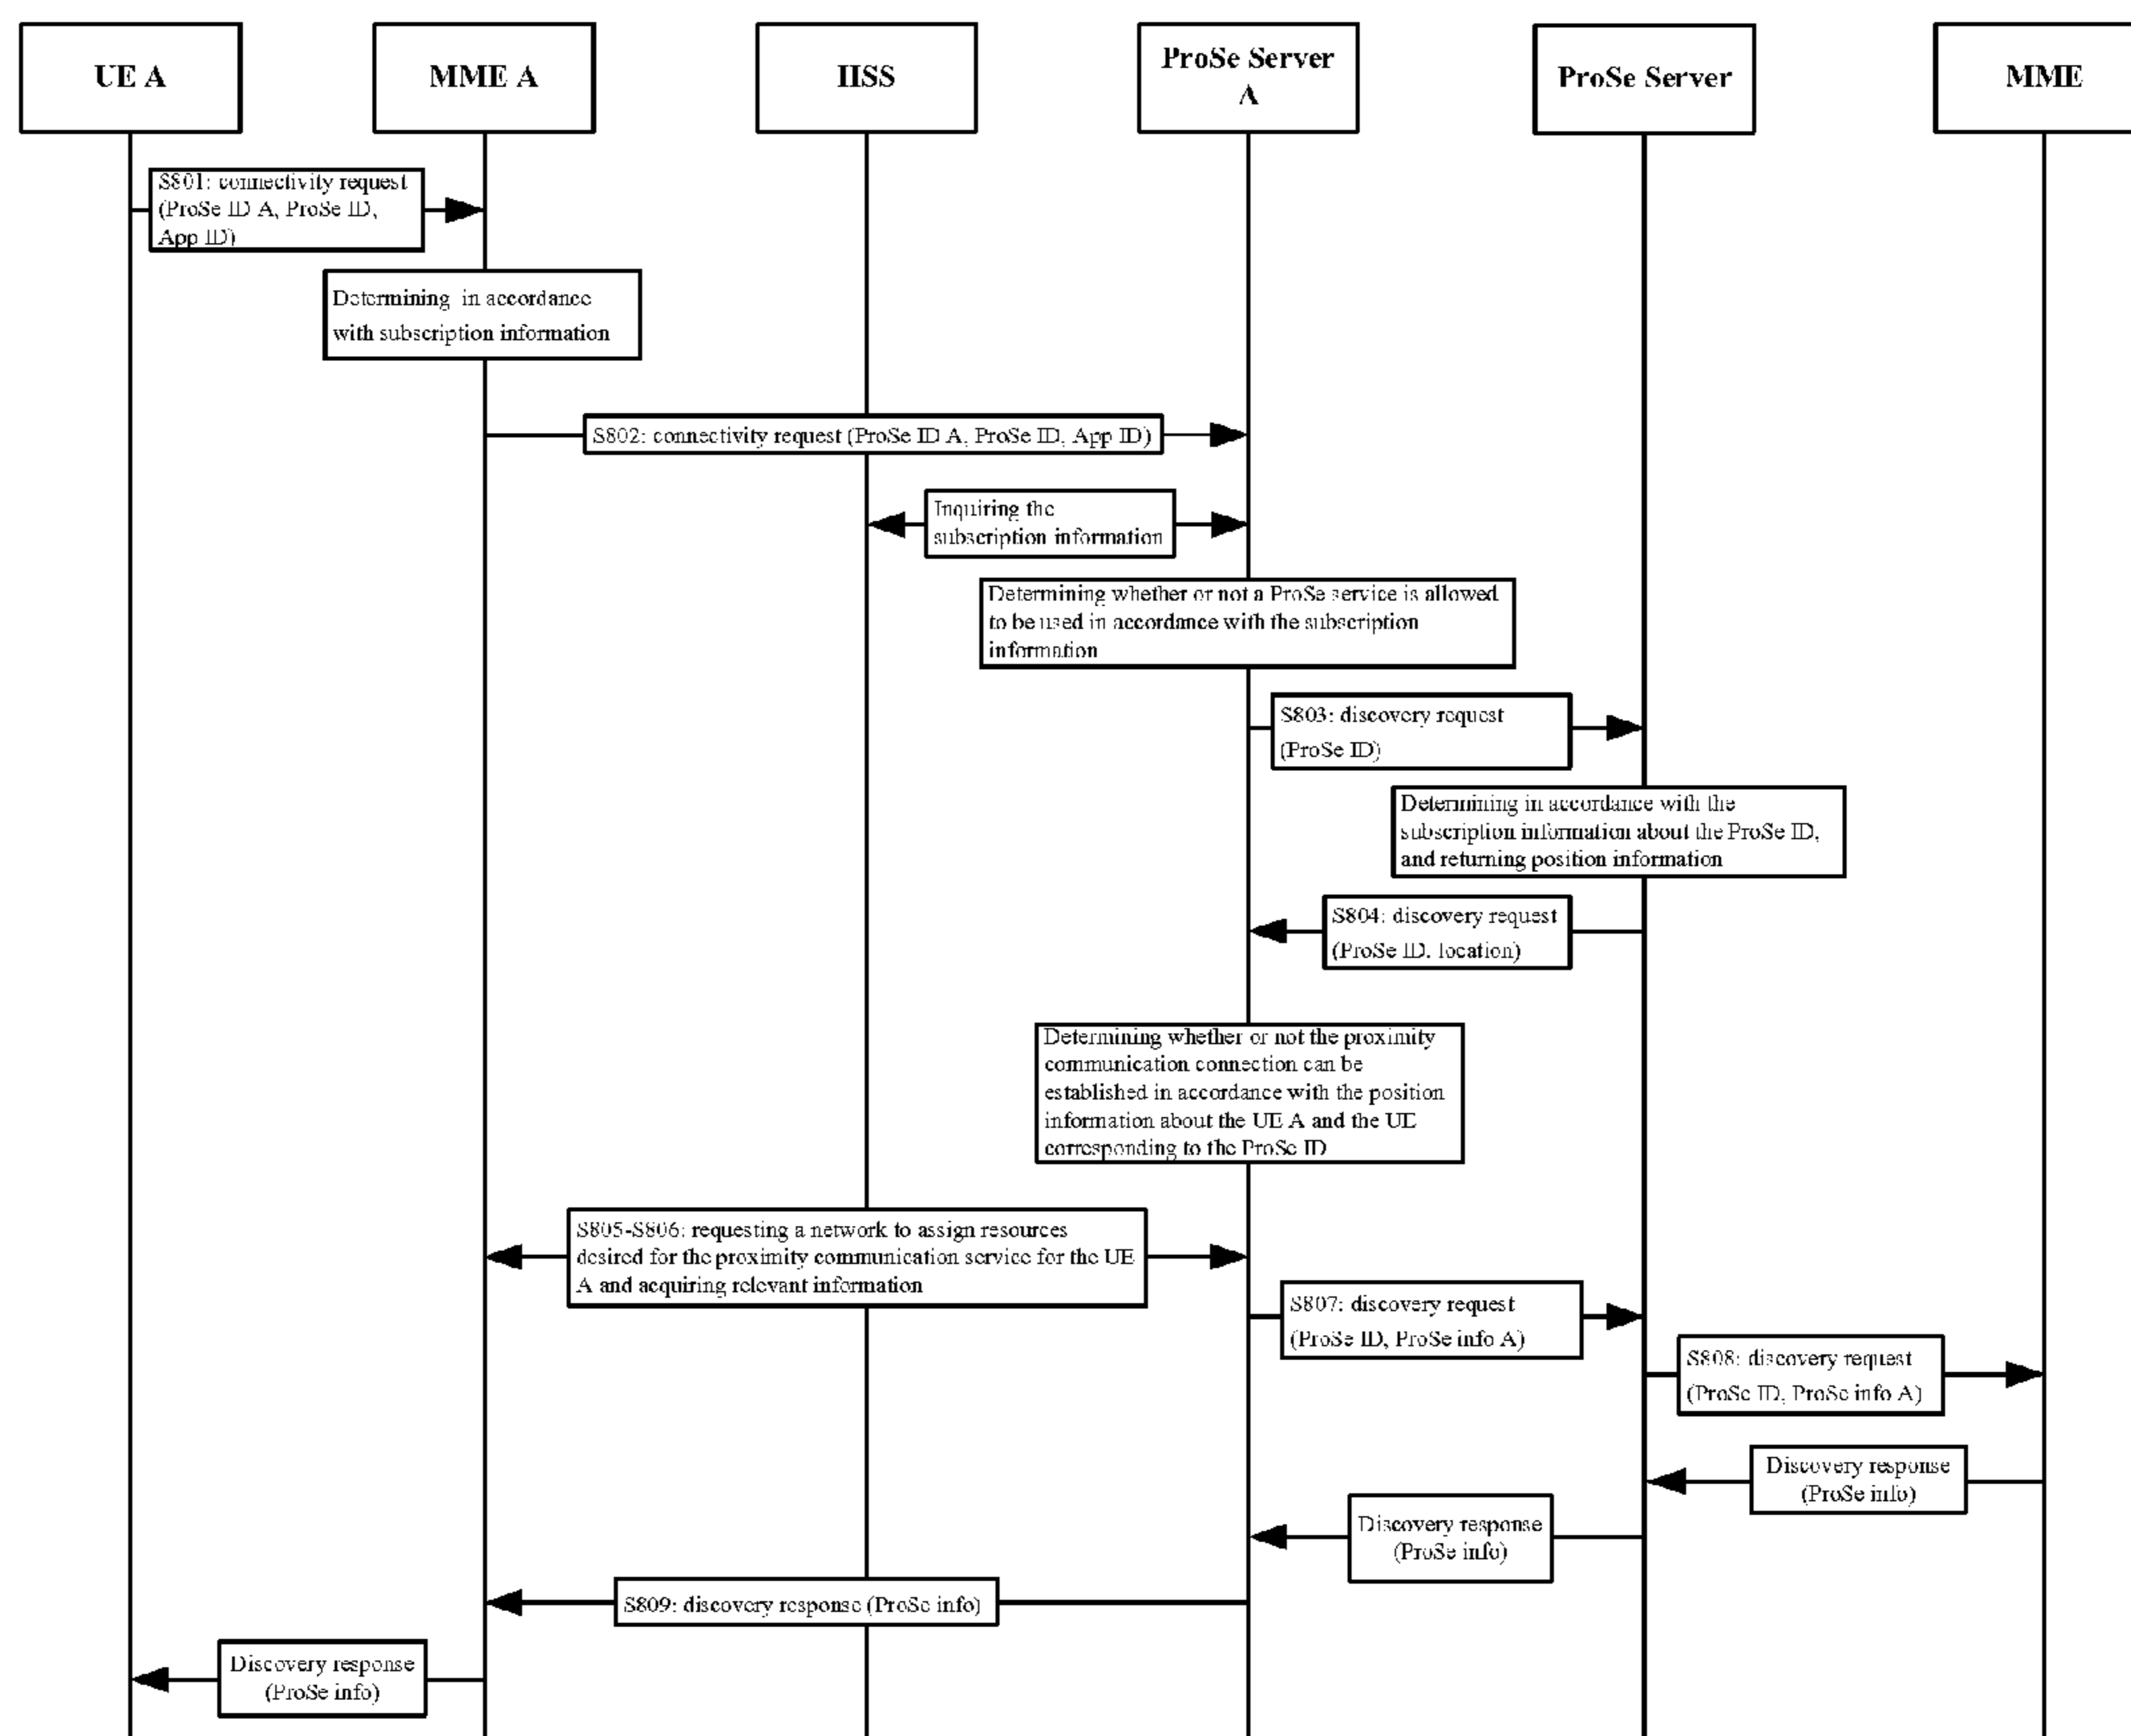 UE A
MME A
HSS
ProSe Server
A
ProSe Server
MME
S801: connectivity request
(ProSe ID A, ProSe ID,
App ID)
Determining in accordance
with subscription information
S802: connectivity request (ProSe ID A, ProSe ID, App ID)
Inquiring the
subscription information
Determining whether or not a ProSe service is allowed
to be used in accordance with the subscription
information
S803: discovery request
(ProSe ID)
Determining in accordance with the
subscription information about the ProSe ID,
and returning position information
S804: discovery request
(ProSe ID, location)
Determining whether or not the proximity
communication connection can be
established in accordance with the position
information about the UE A and the UE
corresponding to the ProSe ID
S805-S806: requesting a network to assign resources
desired for the proximity communication service for the UE
A and acquiring relevant information
S807: discovery request
(ProSe ID, ProSe info A)
S808: discovery request
(ProSe ID, ProSe info A)
Discovery response
(ProSe info)
Discovery response
(ProSe info)
S809: discovery response (ProSe info)
Discovery response
(ProSe info)